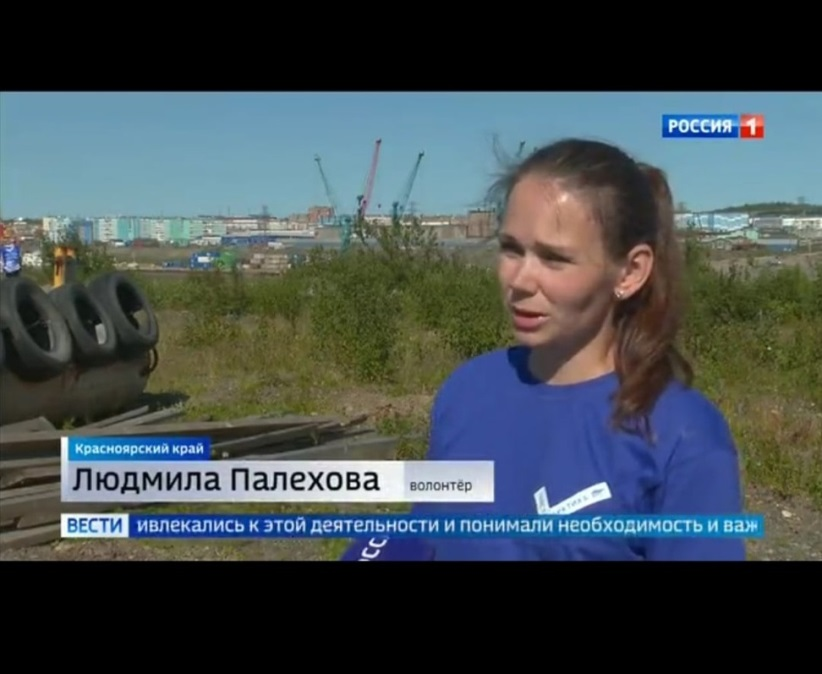 РОССИЯ 1
Красноярский край
Людмила Палехова волонтёр
ВЕСТИ ивлекались к этой деятельности и понимали необходимость и важ